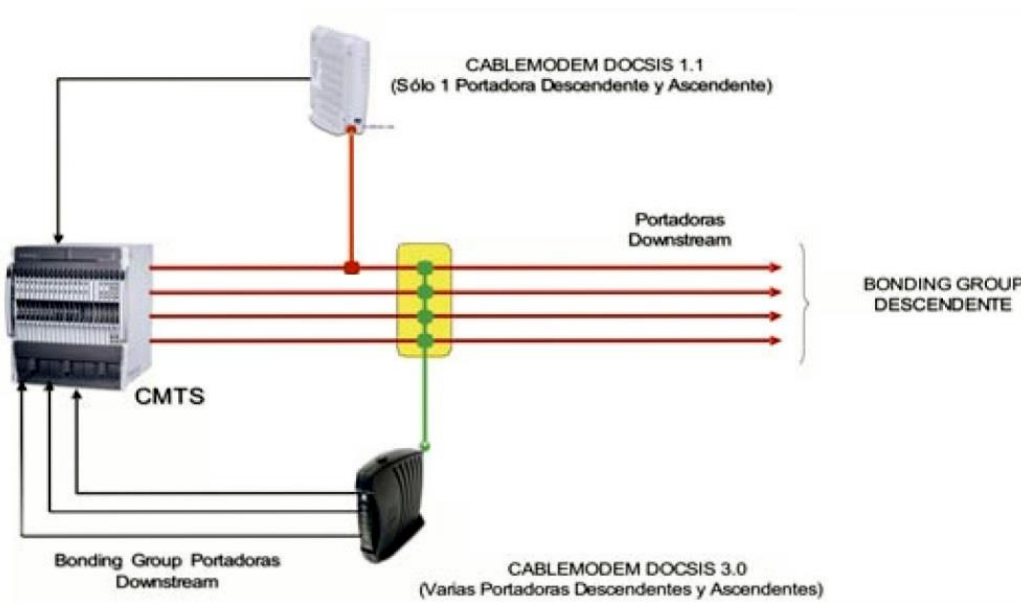 CABLEMODEM DOCSIS 1.1
(Sólo 1 Portadora Descendente y Ascendente)
Portadoras
Downstream
BONDING GROUP
DESCENDENTE
CMTS
Bonding Group Portadoras
Downstream
CABLEMODEM DOCSIS 3.0
(Varias Portadoras Descendentes y Ascendentes)